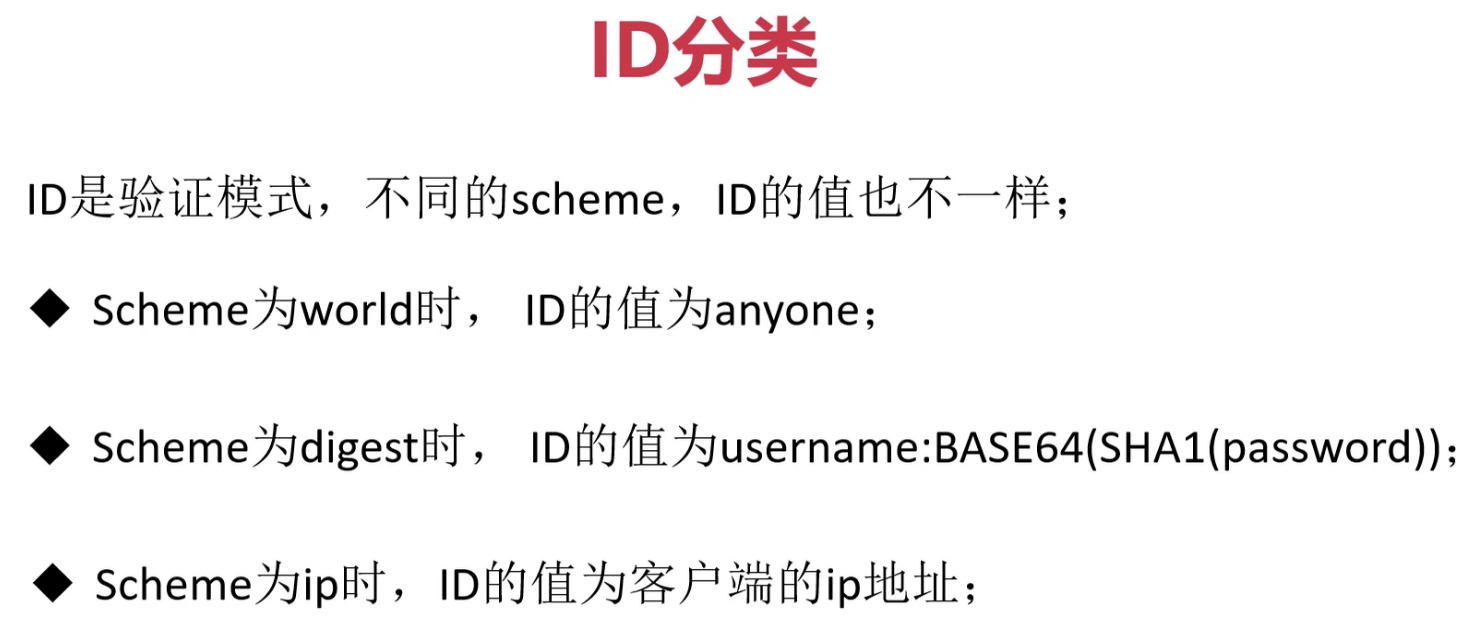 ID分类
ID是验证模式，不同的scheme，ID的值也不一样；
◆ Scheme为world时， ID的值为anyone；
◆ Scheme为digest时， ID的值为username:BASE64(SHA1(password))；
◆ Scheme为ip时，ID的值为客户端的ip地址；